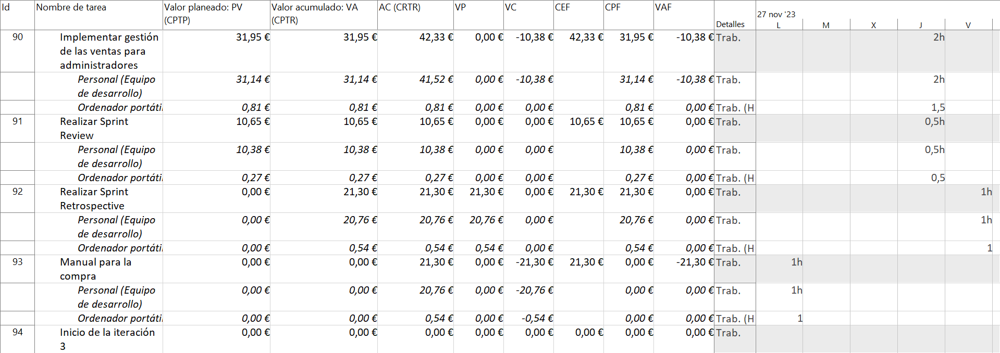 Id Nombre de tarea Valor planeado: PV Valor acumulado: VA AC (CRTR) VP VC CEF CPF VAF
(CPTP) (CPTR) 27 nov '23
Detalles L M X J V
90 Implementar gestión 31,95 € 31,95 € 42,33 € 0,00 € -10,38 € 42,33 € 31,95 € -10,38 € Trab. 2h
de las ventas para
administradores
Personal (Equipo 31,14 € 31,14 € 41,52 € 0,00 € -10,38 € 31,14 € -10,38 € Trab. 2h
de desarrollo)
Ordenador portáti 0,81 € 0,81 € 0,81 € 0,00 € 0,00 € 0,81 € 0,00 € Trab. (H 1,5
91 Realizar Sprint 10,65 € 10,65 € 10,65 € 0,00 € 0,00 € 10,65 € 10,65 € 0,00 € Trab. 0,5h
Review
Personal (Equipo 10,38 € 10,38 € 10,38 € 0,00 € 0,00 € 10,38 € 0,00 € Trab. 0,5h
de desarrollo)
Ordenador portáti 0,27 € 0,27 € 0,27 € 0,00 € 0,00 € 0,27 € 0,00 € Trab. (H 0,5
92 Realizar Sprint 0,00 € 21,30 € 21,30 € 21,30 € 0,00 € 21,30 € 21,30 € 0,00 € Trab. 1h
Retrospective
Personal (Equipo 0,00 € 20,76 € 20,76 € 20,76 € 0,00 € 20,76 € 0,00 € Trab. 1h
de desarrollo)
Ordenador portáti 0,00 € 0,54 € 0,54 € 0,54 € 0,00 € 0,54 € 0,00 € Trab. (H 1
93 Manual para la 0,00 € 0,00 € 21,30 € 0,00 € -21,30 € 21,30 € 0,00 € -21,30 € Trab. 1h
compra
Personal (Equipo 0,00 € 0,00 € 20,76 € 0,00 € -20,76 € 0,00 € 0,00 € Trab. 1h
de desarrollo)
Ordenador portáti 0,00 € 0,00 € 0,54 € 0,00 € -0,54 € 0,00 € 0,00 € Trab. (H 1
94 Inicio de la iteración 0,00 € 0,00 € 0,00 € 0,00 € 0,00 € 0,00 € 0,00 € 0,00 € Trab.
3